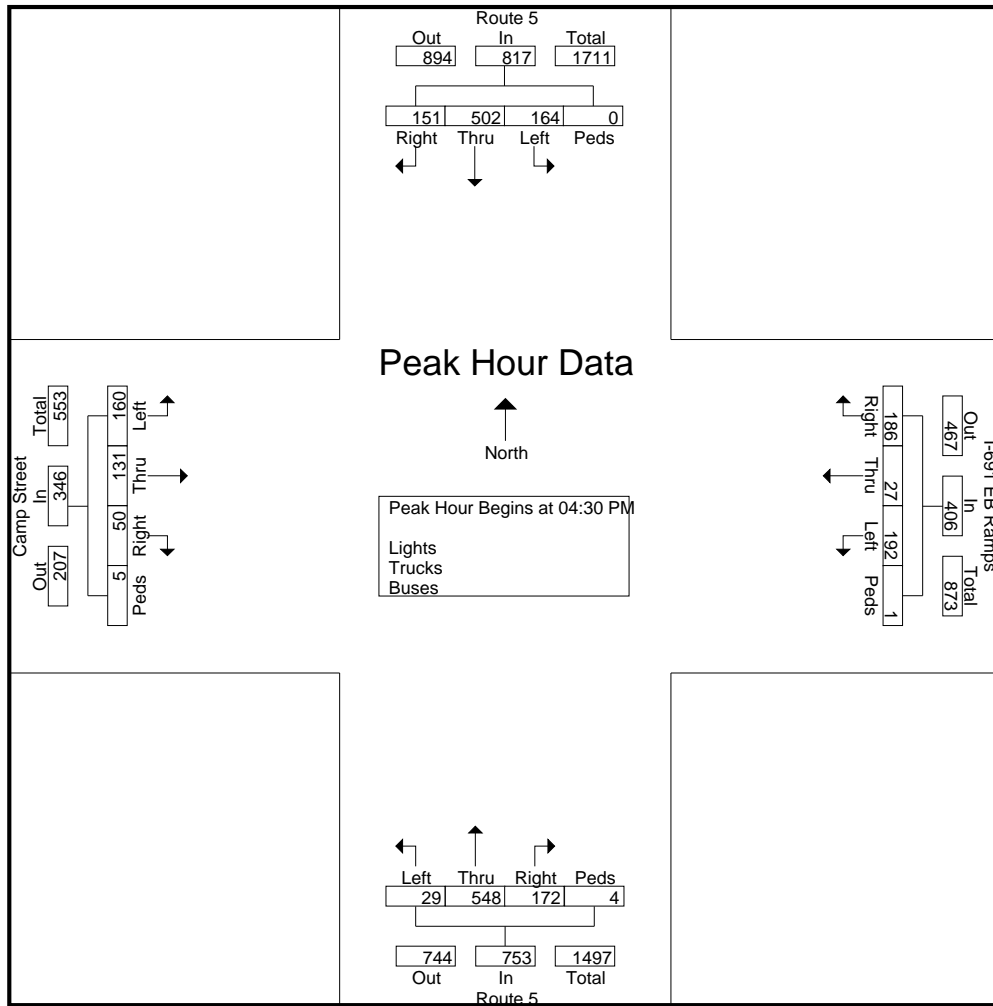 Route 5
Out In Total
894 817 1711
151 502 164 0
Right Thru Left Peds
Peak Hour Data
North
Peak Hour Begins at 04:30 PM
Lights
Trucks
Buses
Camp Street
Out In Total
207 346 553
160 131 50 5
Left Thru Right Peds
I-691 EB Ramps
Out In Total
467 406 873
186 27 192 1
Right Thru Left Peds
Left Thru Right Peds
29 548 172 4
744 753 1497
Out In Total
Route 5